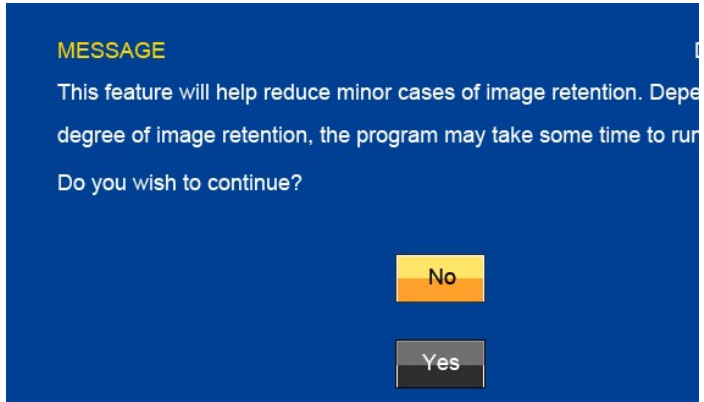 MESSAGE
This feature will help reduce minor cases of image retention. 
degree of image retention, the program may take some time to run
Do you wish to continue?
No
Yes